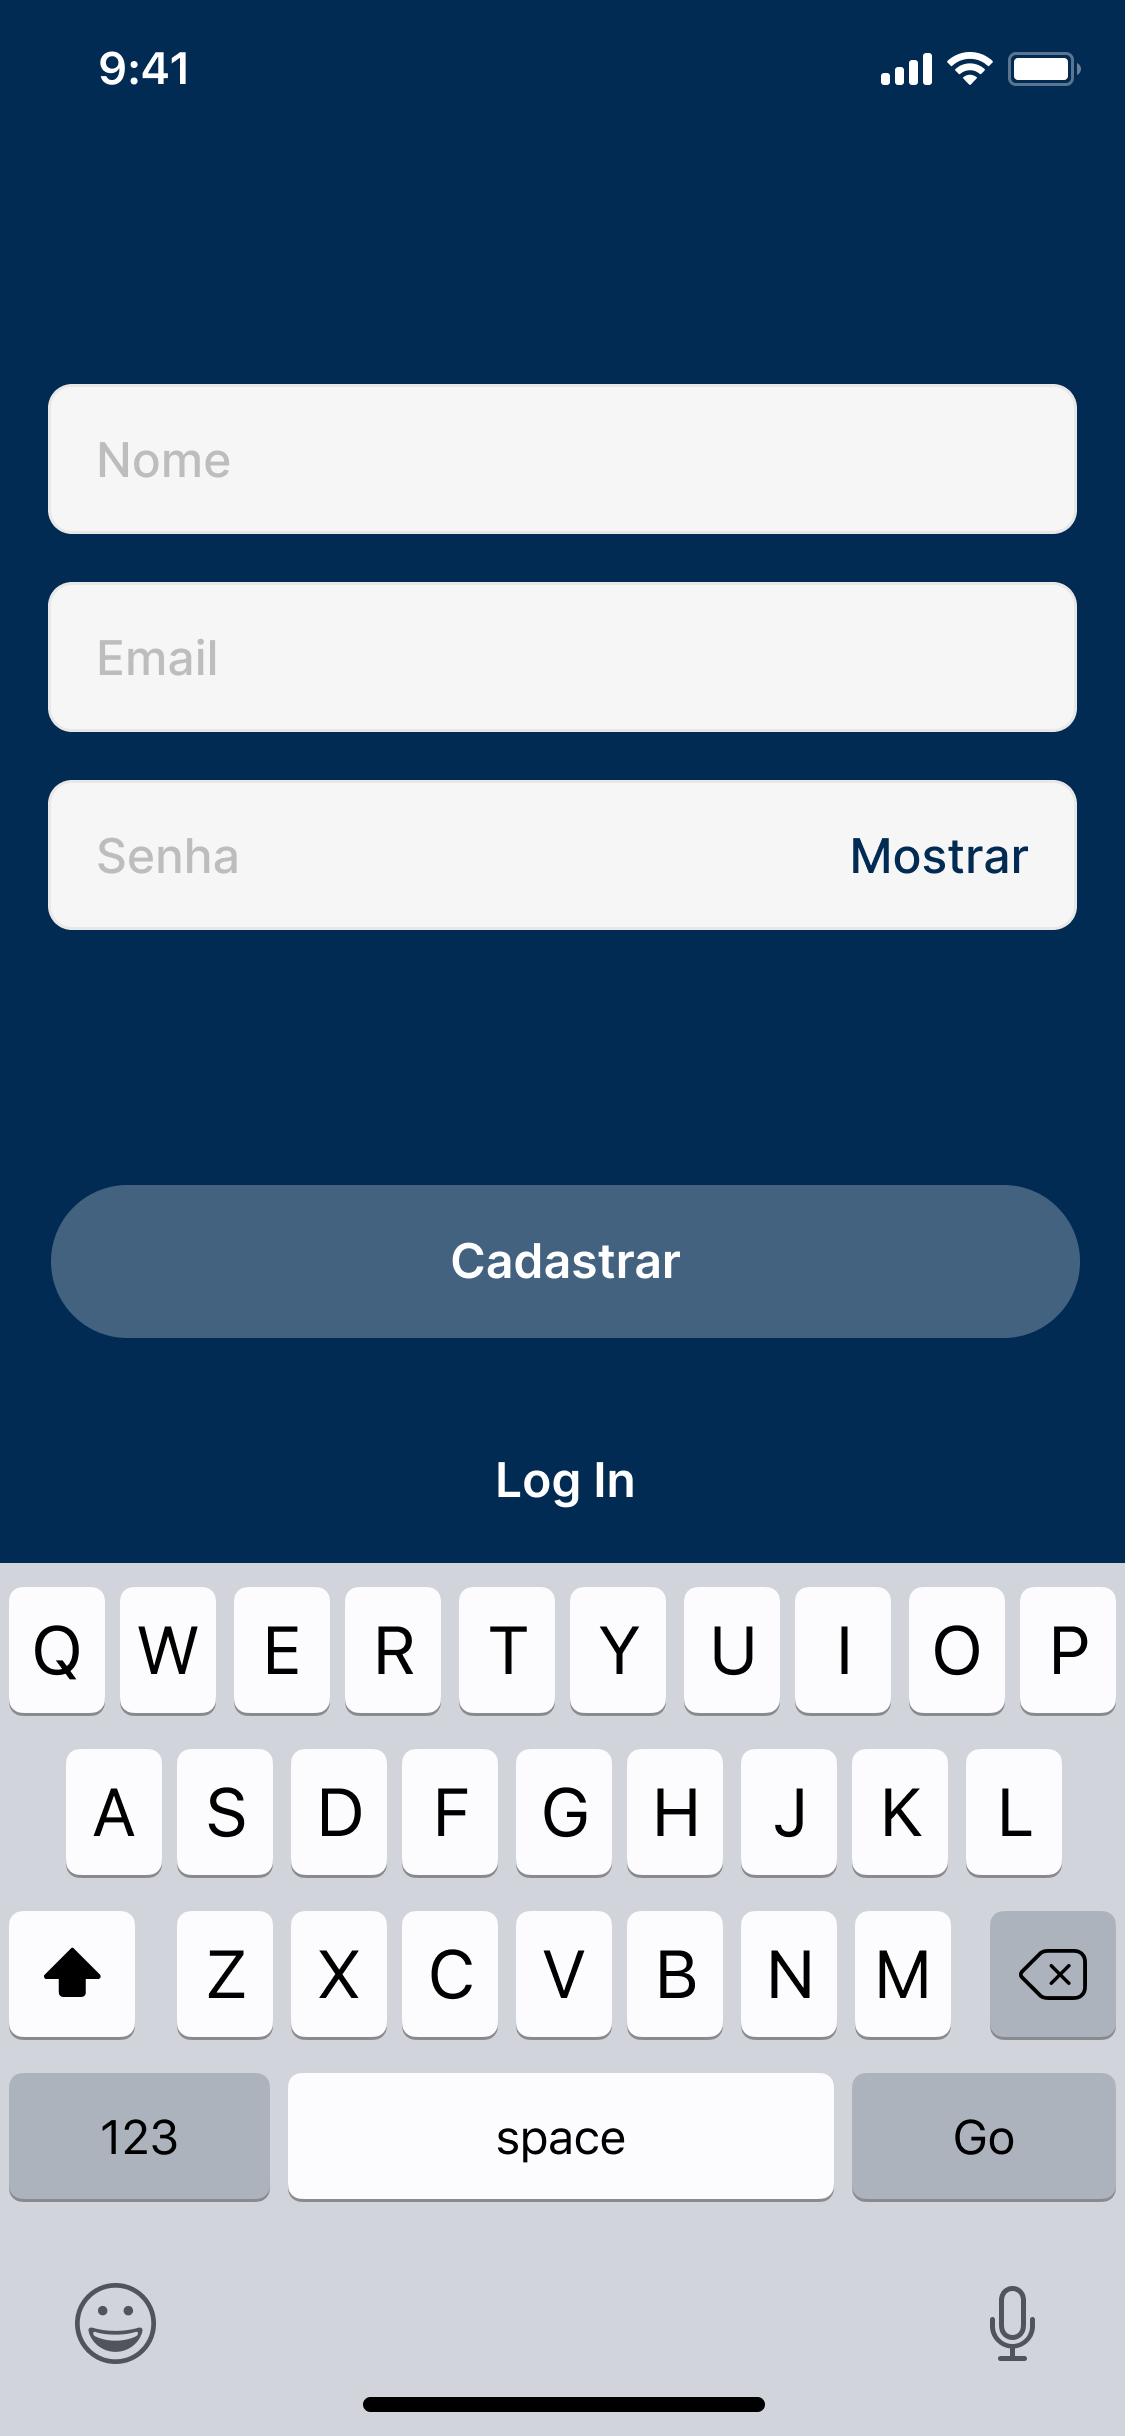 9:41
Nome
Email
Senha Mostrar
Cadastrar
Log In
Q W E R T Y U I O P
A S D F G H J K L
Z X C V B N M
123 space Go